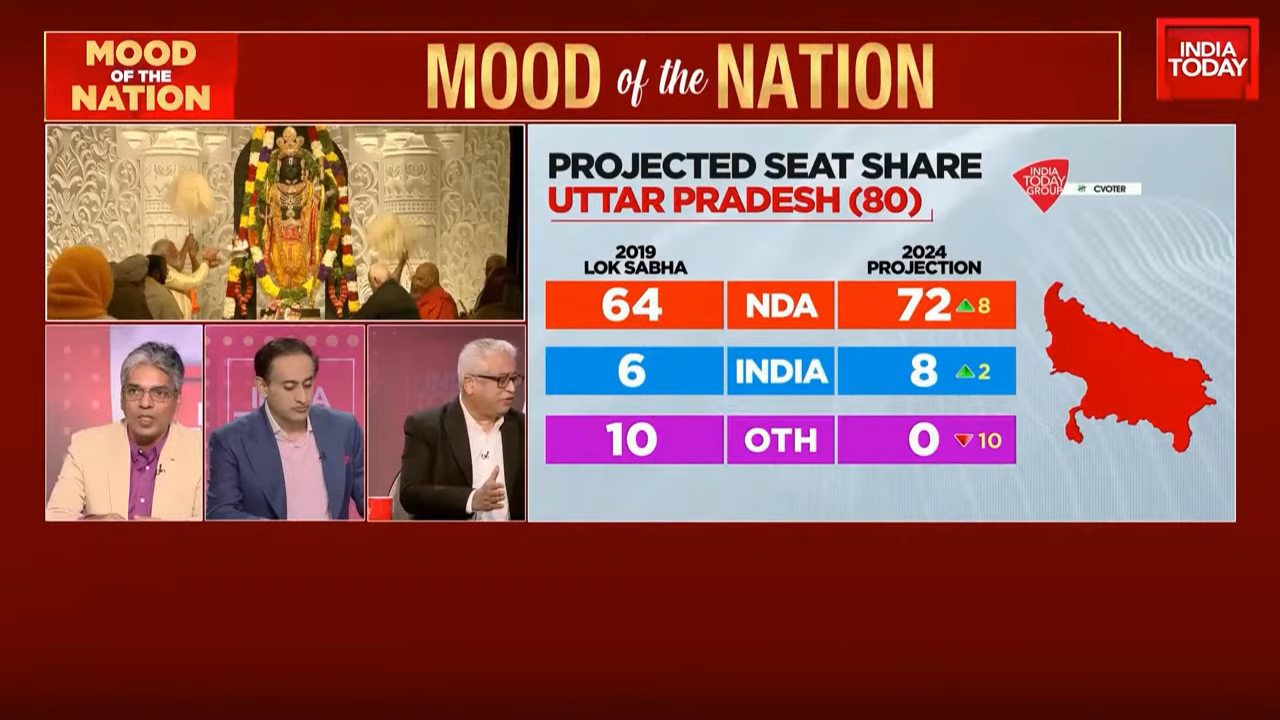 MOOD
OF THE
NATION
MOOD of the NATION
INDIA
TODAY
PROJECTED SEAT SHARE
UTTAR PRADESH (80)
INDIA
TODAY
GROUP
CVOTER
2019
LOK SABHA
2024
PROJECTION
64 NDA 72 8
6 INDIA 8 2
10 OTH 0 10